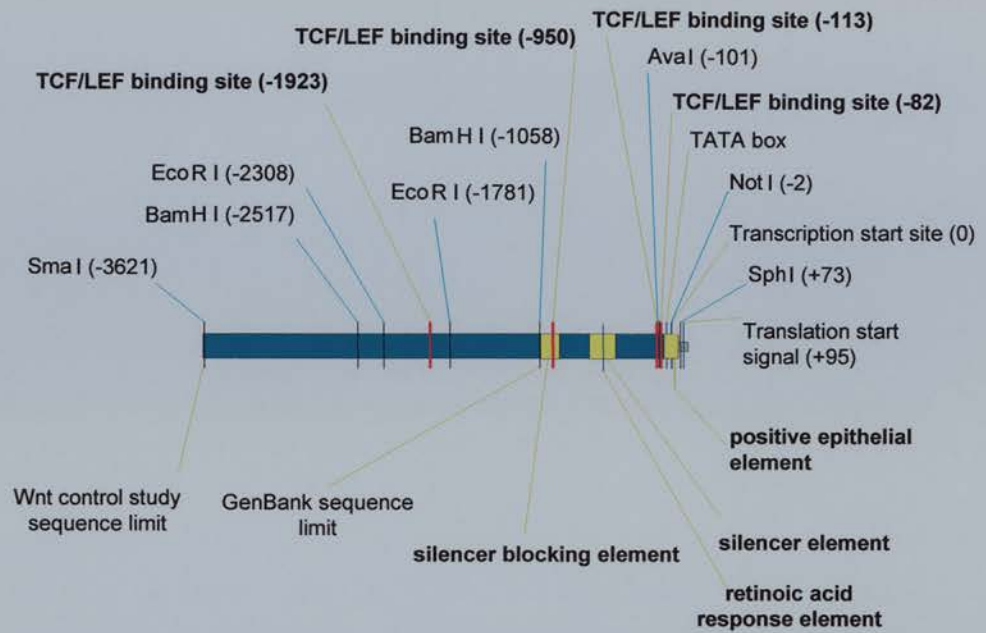 TCF/LEF binding site (-113)
TCF/LEF binding site (-950)
AvaI (-101)
TCF/LEF binding site (-1923)
TCF/LEF binding site (-82)
BamH I (-1058)
TATA box
EcoR I (-2308)
EcoR I (-1781)
Not I (-2)
BamH I (-2517)
Transcription start site (0)
Sma I (-3621)
SphI (+73)
Translation start
signal (+95)
positive epithelial
element
Wnt control study
sequence limit
GenBank sequence
limit
silencer blocking element
silencer element
retinoic acid
response element